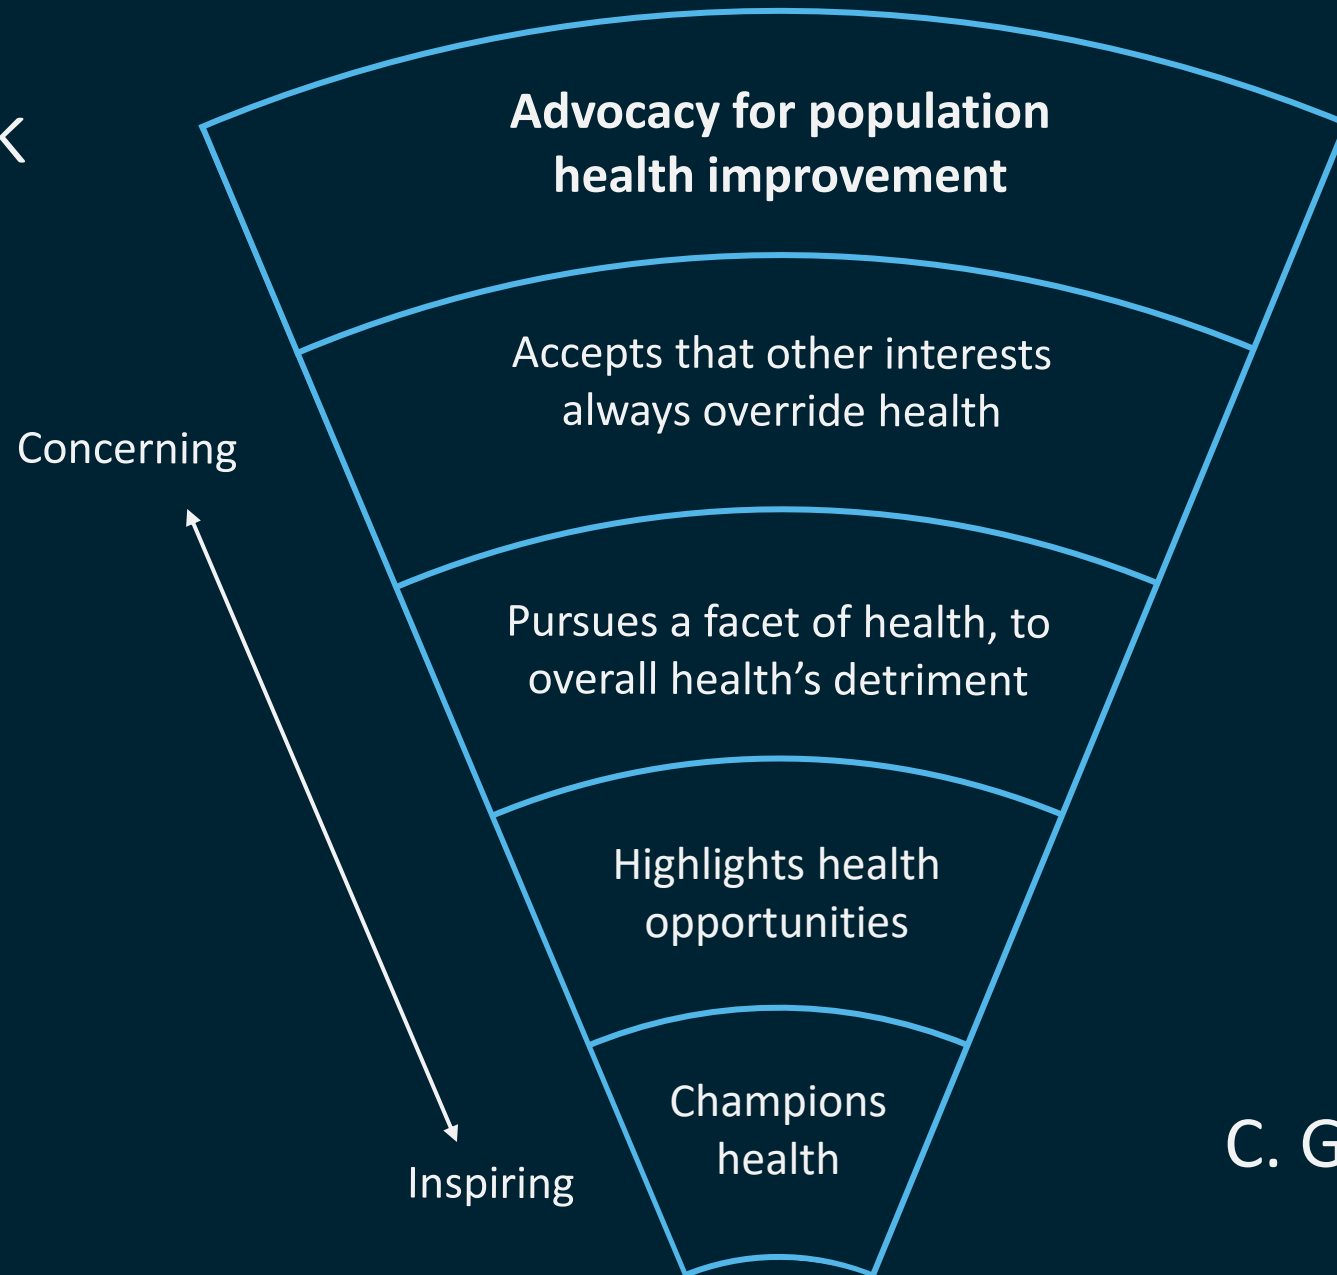 Advocacy for population
health improvement
Accepts that other interests
always override health
Concerning
Pursues a facet of health, to
overall health’s detriment
Highlights health
opportunities
Champions
health
Inspiring
C. G